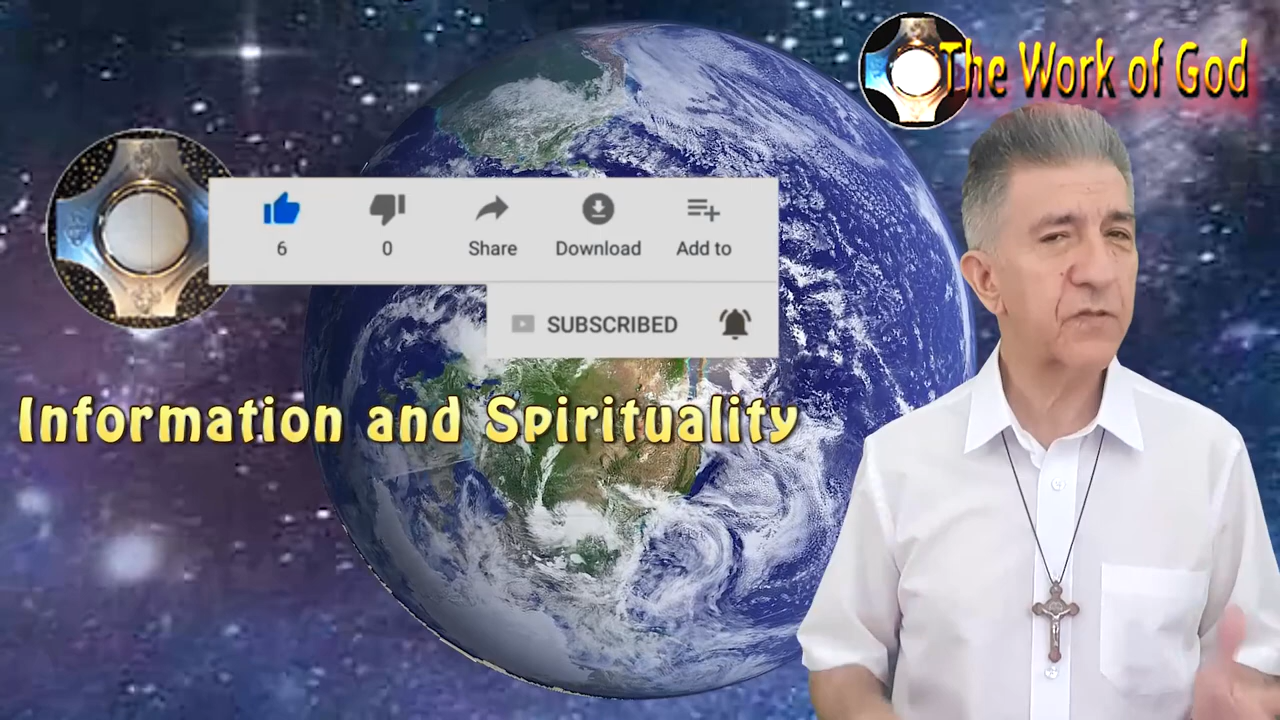 The Work of God
6
0
Share
Download
Add to
SUBSCRIBED
Information and Spirituality